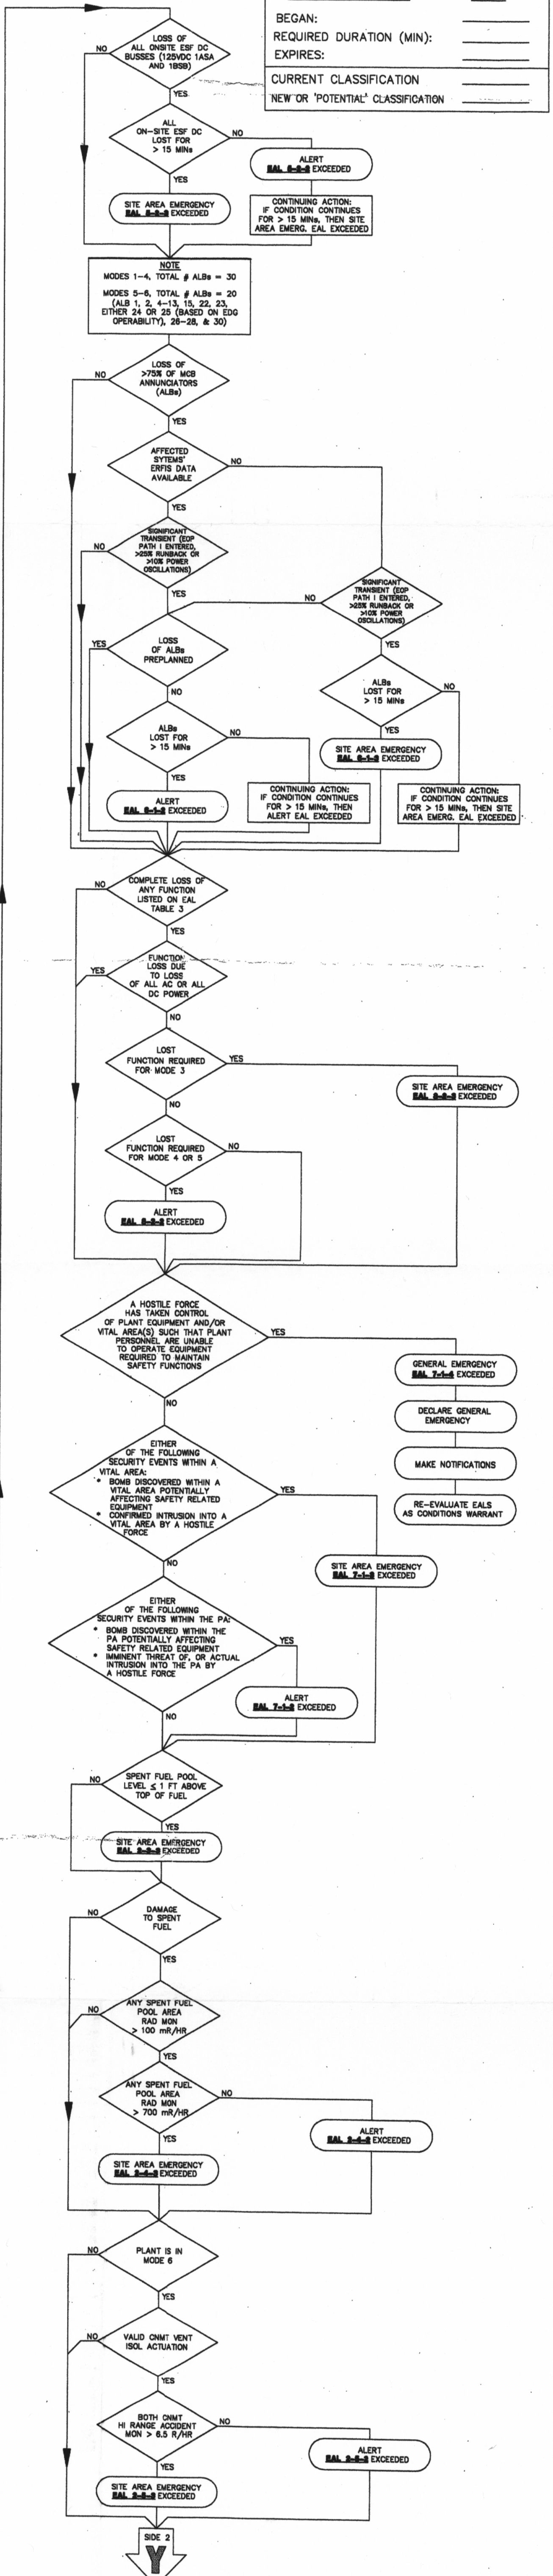 BEGAN:
REQUIRED DURATION (MIN):
EXPIRES:
CURRENT CLASSIFICATION
NEW OR 'POTENTIAL' CLASSIFICATION
LOSS OF
ALL ONSITE ESF DC
BUSSES (125VDC 1ASA
AND 1BSB)
NO
YES
ALL
ON-SITE ESF DC
LOST FOR
> 15 MINs
NO
YES
ALERT
EXCEEDED
SITE AREA EMERGENCY
EXCEEDED
CONTINUING ACTION:
IF CONDITION CONTINUES
FOR > 15 MINs, THEN SITE
AREA EMERG. EAL EXCEEDED
NOTE
MODES 1-4, TOTAL # ALBs = 30
MODES 5-6, TOTAL # ALBs = 20
(ALB 1, 2, 4-13, 15, 22, 23,
EITHER 24 OR 25 (BASED ON EDG
OPERABILITY), 26-28, & 30)
LOSS OF
>75% OF MCB
ANNUNCIATORS
(ALBs)
NO
YES
AFFECTED
SYTEMS'
ERFIS DATA
AVAILABLE
NO
YES
SIGNIFICANT
TRANSIENT (EOP
PATH I ENTERED,
>25% RUNBACK OR
>10% POWER
OSCILLATIONS)
NO
YES
SIGNIFICANT
TRANSIENT (EOP
PATH I ENTERED,
>25% RUNBACK OR
>10% POWER
OSCILLATIONS)
NO
YES
LOSS
OF ALBs
PREPLANNED
YES
NO
ALBs
LOST FOR
> 15 MINs
NO
YES
ALBs
LOST FOR
> 15 MINs
NO
YES
SITE AREA EMERGENCY
EXCEEDED
ALERT
EXCEEDED
CONTINUING ACTION:
IF CONDITION CONTINUES
FOR > 15 MINs, THEN
ALERT EAL EXCEEDED
CONTINUING ACTION:
IF CONDITION CONTINUES
FOR > 15 MINs, THEN SITE
AREA EMERG. EAL EXCEEDED
COMPLETE LOSS OF
ANY FUNCTION
LISTED ON EAL
TABLE 3
NO
YES
FUNCTION
LOSS DUE
TO LOSS
OF ALL AC OR ALL
DC POWER
YES
NO
LOST
FUNCTION REQUIRED
FOR MODE 3
YES
NO
SITE AREA EMERGENCY
EXCEEDED
LOST
FUNCTION REQUIRED
FOR MODE 4 OR 5
NO
YES
ALERT
EXCEEDED
A HOSTILE FORCE
HAS TAKEN CONTROL
OF PLANT EQUIPMENT AND/OR
VITAL AREA(S) SUCH THAT PLANT
PERSONNEL ARE UNABLE
TO OPERATE EQUIPMENT
REQUIRED TO MAINTAIN
SAFETY FUNCTIONS
YES
NO
GENERAL EMERGENCY
EAL 7-1-4 EXCEEDED
DECLARE GENERAL
EMERGENCY
MAKE NOTIFICATIONS
RE-EVALUATE EALS
AS CONDITIONS WARRANT
EITHER
OF THE FOLLOWING
SECURITY EVENTS WITHIN A
VITAL AREA:
* BOMB DISCOVERED WITHIN A
VITAL AREA POTENTIALLY
AFFECTING SAFETY RELATED
EQUIPMENT
* CONFIRMED INTRUSION INTO A
VITAL AREA BY A HOSTILE
FORCE
YES
NO
SITE AREA EMERGENCY
EXCEEDED
EITHER
OF THE FOLLOWING
SECURITY EVENTS WITHIN THE PA:
* BOMB DISCOVERED WITHIN THE
PA POTENTIALLY AFFECTING
SAFETY RELATED EQUIPMENT
* IMMINENT THREAT OF, OR ACTUAL
INTRUSION INTO THE PA BY
A HOSTILE FORCE
YES
NO
ALERT
EXCEEDED
SPENT FUEL POOL
LEVEL ≤ 1 FT ABOVE
TOP OF FUEL
NO
YES
SITE AREA EMERGENCY
EXCEEDED
DAMAGE
TO SPENT
FUEL
NO
YES
ANY SPENT FUEL
POOL AREA
RAD MON
> 100 mR/HR
NO
YES
ANY SPENT FUEL
POOL AREA
RAD MON
> 700 mR/HR
NO
YES
ALERT
EXCEEDED
SITE AREA EMERGENCY
EXCEEDED
PLANT IS IN
MODE 6
NO
YES
VALID CNMT VENT
ISOL ACTUATION
NO
YES
BOTH CNMT
HI RANGE ACCIDENT
MON > 6.5 R/HR
NO
YES
ALERT
EXCEEDED
SITE AREA EMERGENCY
EXCEEDED
SIDE 2
Y